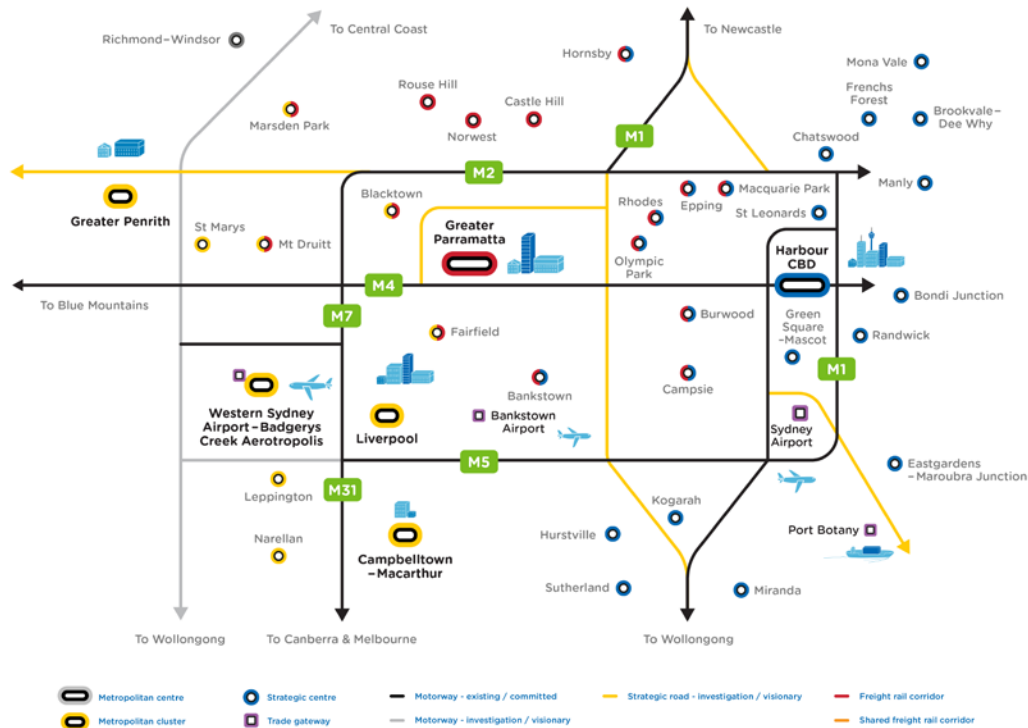 To Central Coast
To Newcastle
Richmond–Windsor
Hornsby
Mona Vale
Frenchs
Forest
Rouse Hill
Castle Hill
Marsden Park
Norwest
Brookvale–
Dee Why
M1
Chatswood
M2
Manly
Greater Penrith
Blacktown
Macquarie Park
Epping
Rhodes
St Leonards
St Marys
Mt Druitt
Greater
Parramatta
Olympic
Park
Harbour
CBD
M4
To Blue Mountains
M7
Bondi Junction
Green
Square
–Mascot
Burwood
Randwick
Fairfield
M1
Campsie
Bankstown
Western Sydney
Airport–Badgerys
Creek Aerotropolis
Liverpool
Bankstown
Airport
Sydney
Airport
M5
Eastgardens
–Maroubra Junction
M31
Leppington
Kogarah
Port Botany
Hurstville
Narellan
Campbelltown
–Macarthur
Sutherland
Miranda
To Wollongong
To Canberra & Melbourne
To Wollongong
Metropolitan centre
Strategic centre
Motorway - existing / committed
Strategic road - investigation / visionary
Freight rail corridor
Metropolitan cluster
Trade gateway
Motorway - investigation / visionary
Shared freight rail corridor